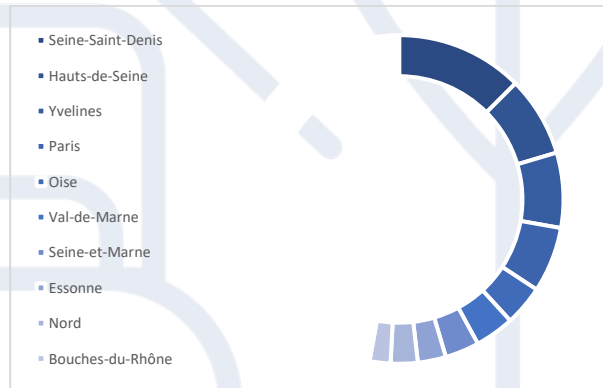 Seine-Saint-Denis
Hauts-de-Seine
Yvelines
Paris
Oise
Val-de-Marne
Seine-et-Marne
Essonne
Nord
Bouches-du-Rhône